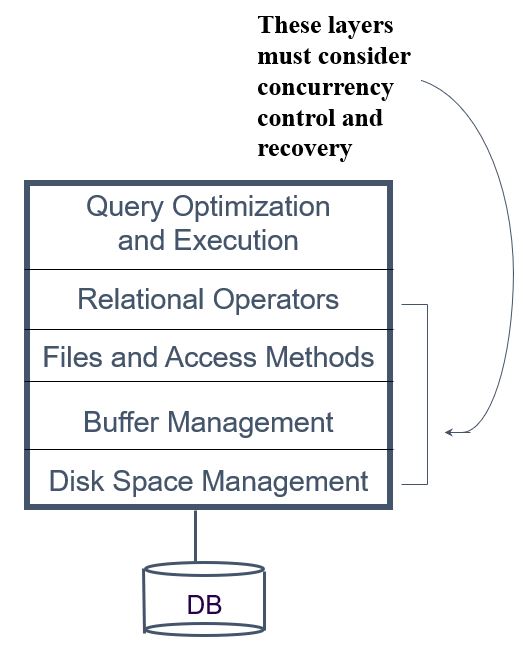 These layers
must consider
concurrency
control and
recovery
Query Optimization
and Execution
Relational Operators
Files and Access Methods
Buffer Management
Disk Space Management
DB